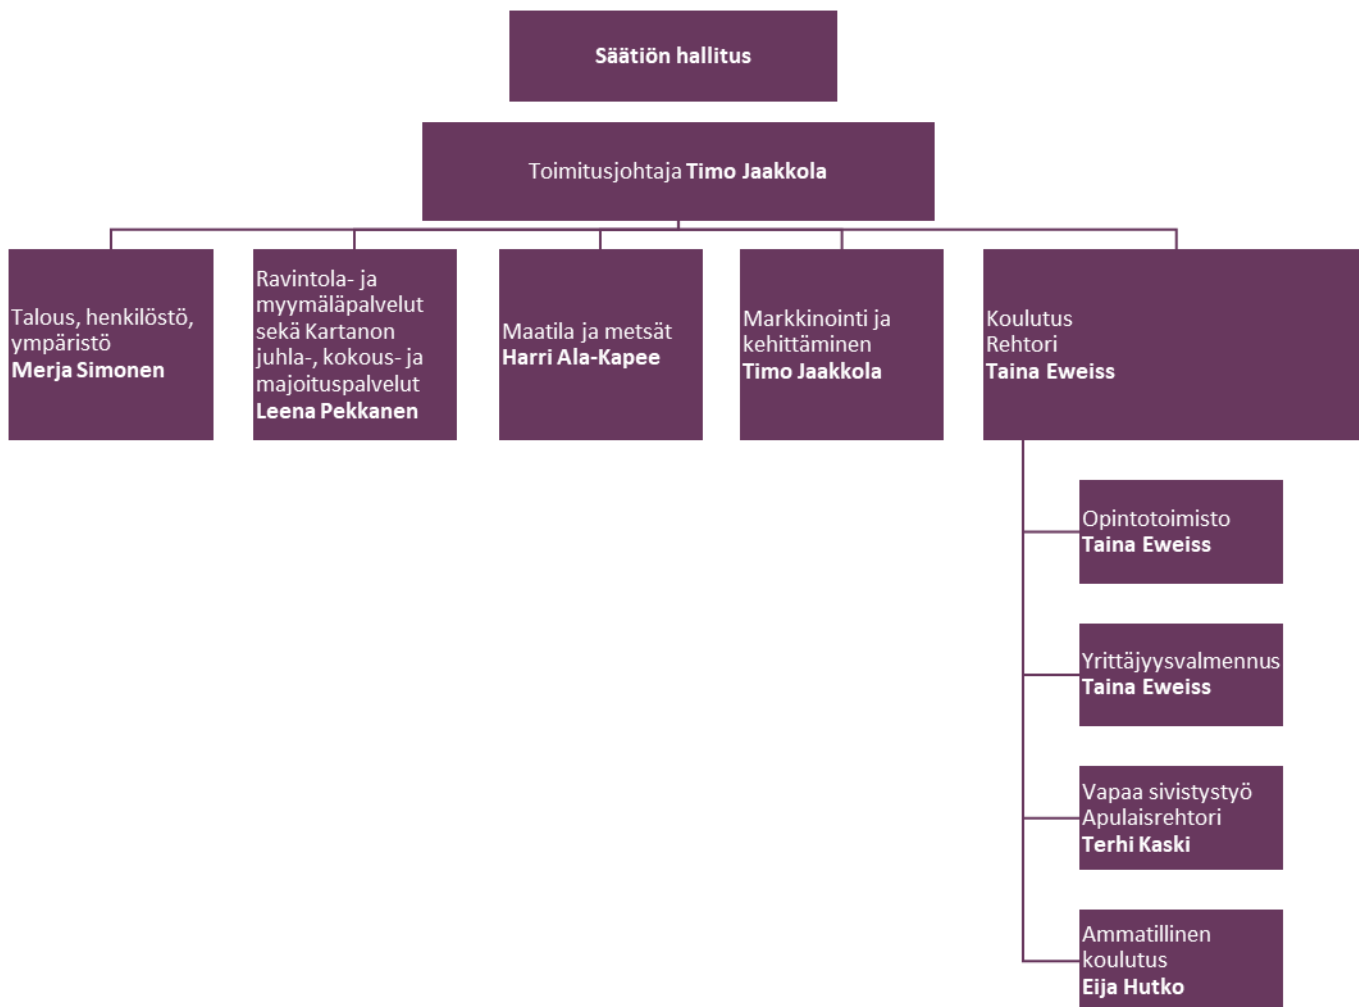 Säätiön hallitus
Toimitusjohtaja Timo Jaakkola
Talous, henkilöstö,
ympäristö
Merja Simonen
Ravintola- ja
myymäläpalvelut
sekä Kartanon
juhla-, kokous- ja
majoituspalvelut
Leena Pekkanen
Maatila ja metsät
Harri Ala-Kapee
Markkinointi ja
kehittäminen
Timo Jaakkola
Koulutus
Rehtori
Taina Eweiss
Opintotoimisto
Taina Eweiss
Yrittäjyysvalmennus
Taina Eweiss
Vapaa sivistystyö
Apulaisrehtori
Terhi Kaski
Ammatillinen
koulutus
Eija Hutko